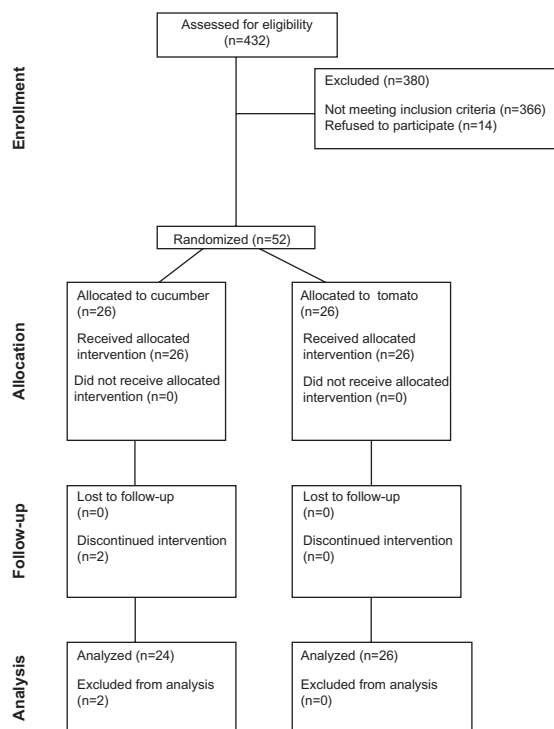 Enrollment
Assessed for eligibility
(n=432)
Excluded (n=380)
Not meeting inclusion criteria (n=366)
Refused to participate (n=14)
Randomized (n=52)
Allocation
Allocated to cucumber
(n=26)
Received allocated
intervention (n=26)
Did not receive allocated
intervention (n=0)
Allocated to tomato
(n=26)
Received allocated
intervention (n=26)
Did not receive allocated
intervention (n=0)
Follow-up
Lost to follow-up
(n=0)
Discontinued intervention
(n=2)
Lost to follow-up
(n=0)
Discontinued intervention
(n=0)
Analysis
Analyzed (n=24)
Excluded from analysis
(n=2)
Analyzed (n=26)
Excluded from analysis
(n=0)